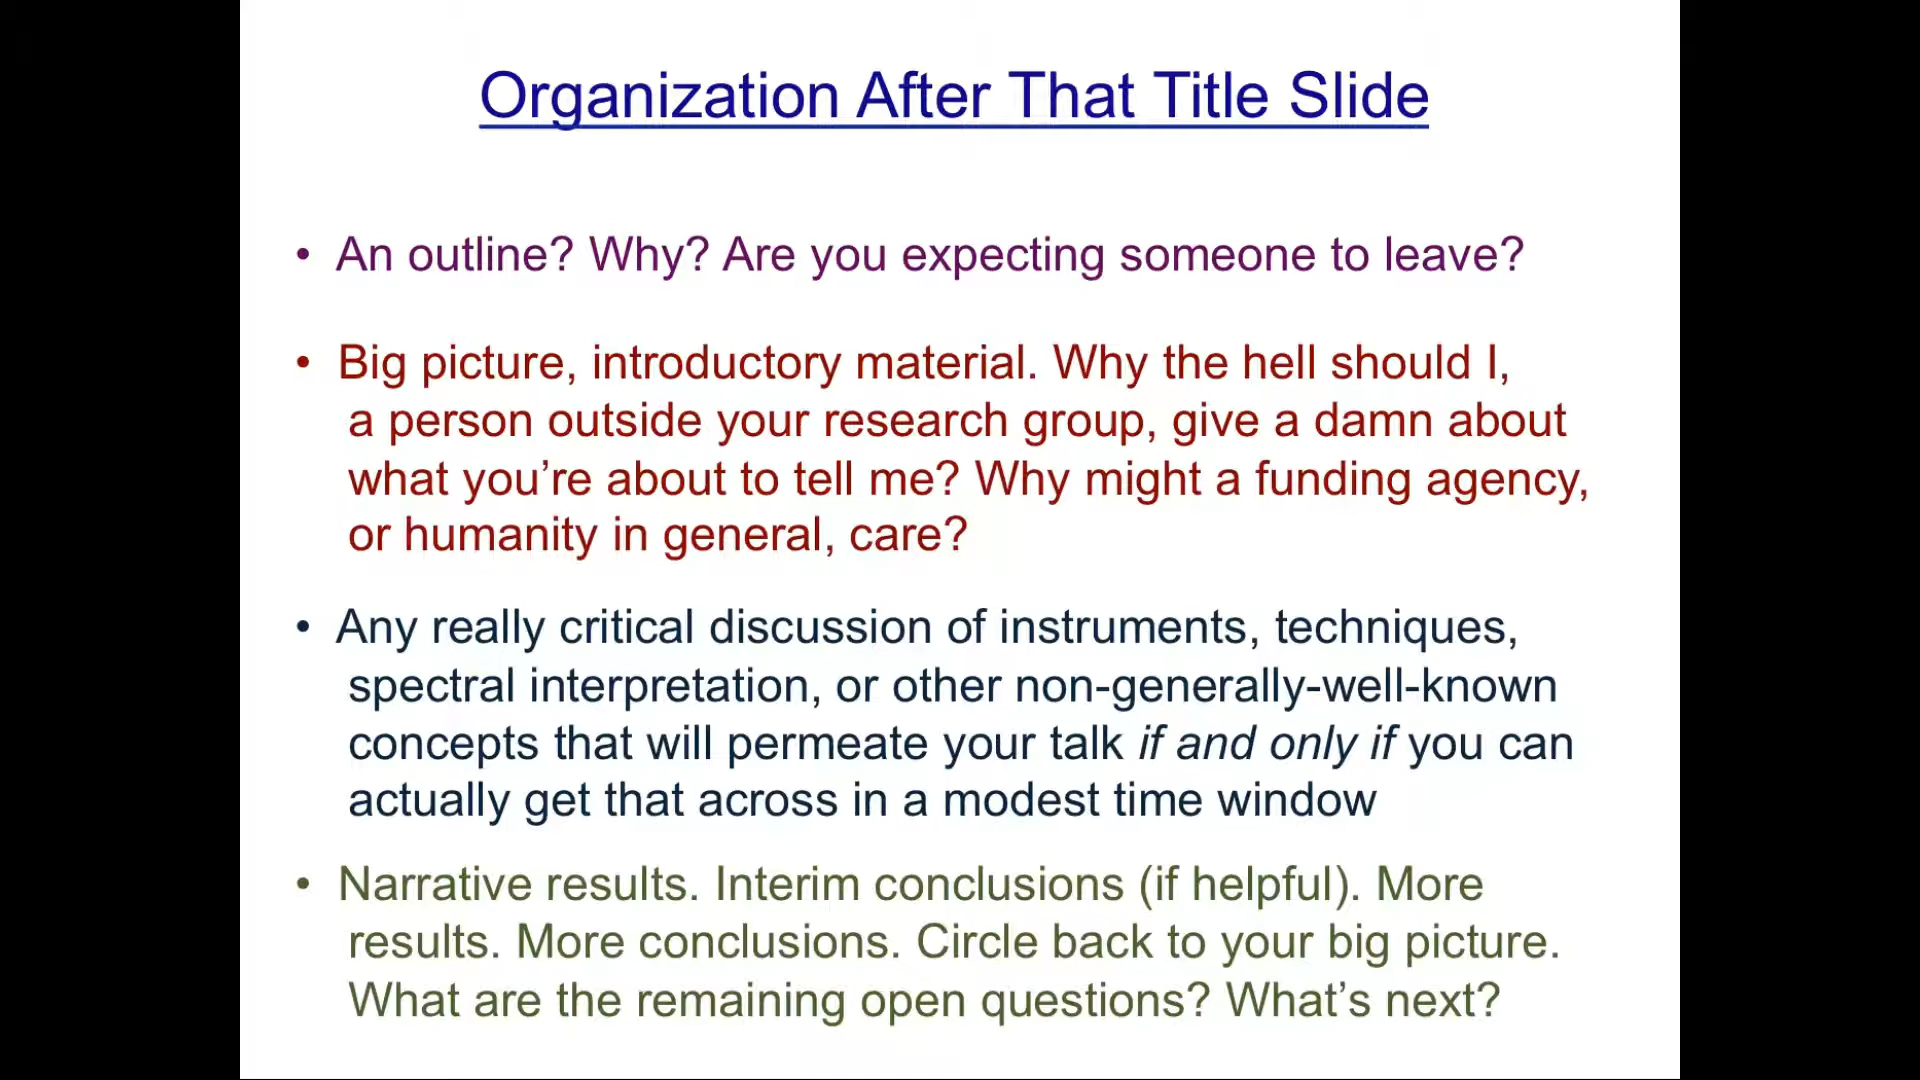 Organization After That Title Slide
• An outline? Why? Are you expecting someone to leave?
• Big picture, introductory material. Why the hell should I,
a person outside your research group, give a damn about
what you’re about to tell me? Why might a funding agency,
or humanity in general, care?
• Any really critical discussion of instruments, techniques,
spectral interpretation, or other non-generally-well-known
concepts that will permeate your talk if and only if you can
actually get that across in a modest time window
• Narrative results. Interim conclusions (if helpful). More
results. More conclusions. Circle back to your big picture.
What are the remaining open questions? What’s next?